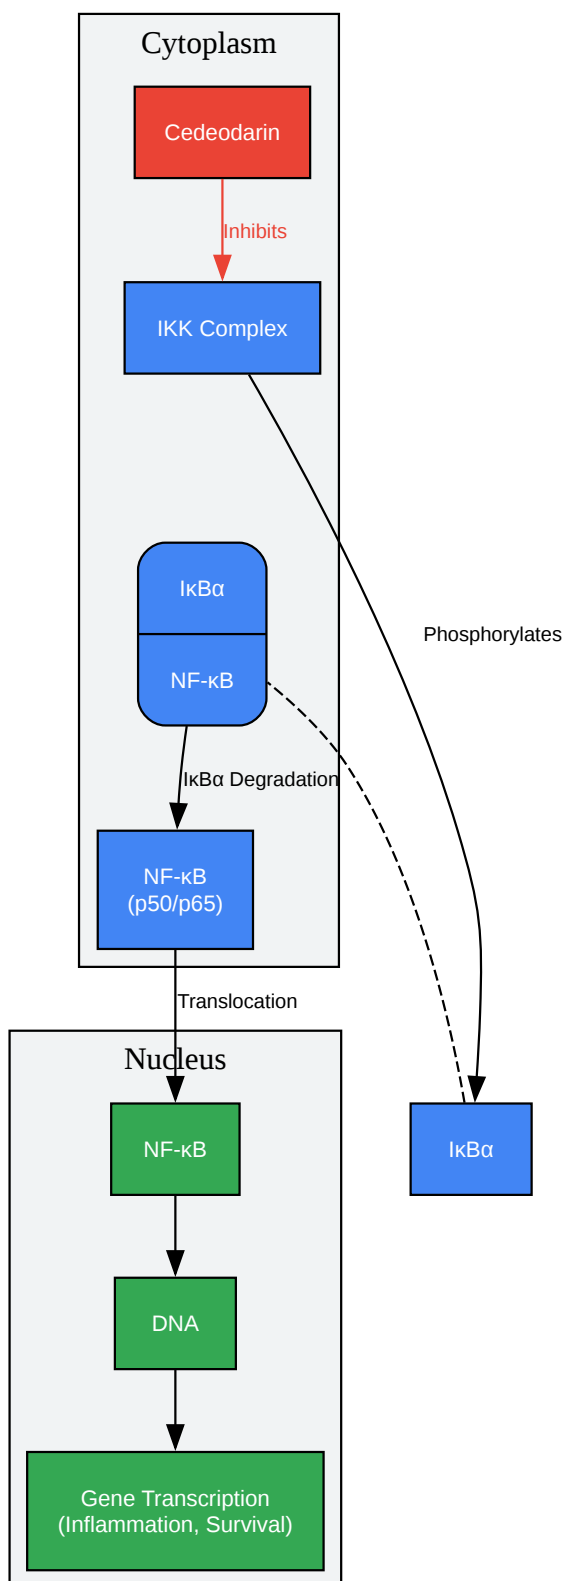 Cytoplasm
Cedeodarin
Inhibits
IKK Complex
IκBα
Phosphorylates
NF-κB
IκBα Degradation
NF-κB
(p50/p65)
Translocation
Nucleus
NF-κB
IκBα
DNA
Gene Transcription
(Inflammation, Survival)